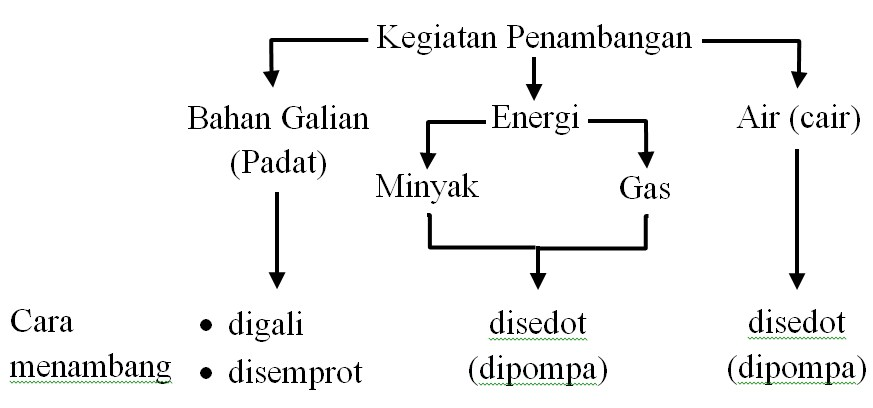 Kegiatan Penambangan
Bahan Galian
(Padat)
Energi
Air (cair)
Minyak
Gas
Cara
menambang
• digali
• disemprot
disedot
(dipompa)
disedot
(dipompa)